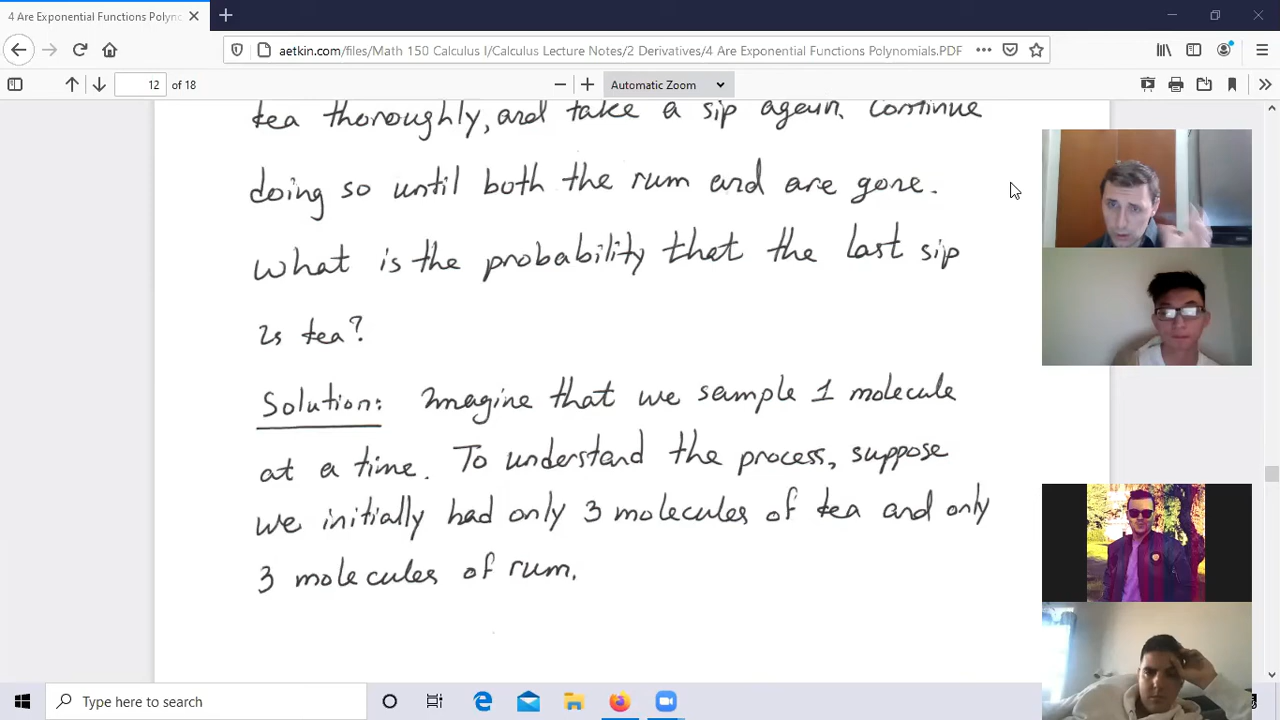 4 Are Exponential Functions Polync
aetkin.com/files/Math 150 Calculus I/Calculus Lecture Notes/2 Derivatives/4 Are Exponential Functions Polynomials.PDF
12 of 18
Automatic Zoom
tea thoroughly, and take a sip again. Continue
doing so until both the rum and are gone.
What is the probability that the last sip
is tea?
Solution: Imagine that we sample 1 molecule
at a time. To understand the process, suppose
we initially had only 3 molecules of tea and only
3 molecules of rum.
Type here to search